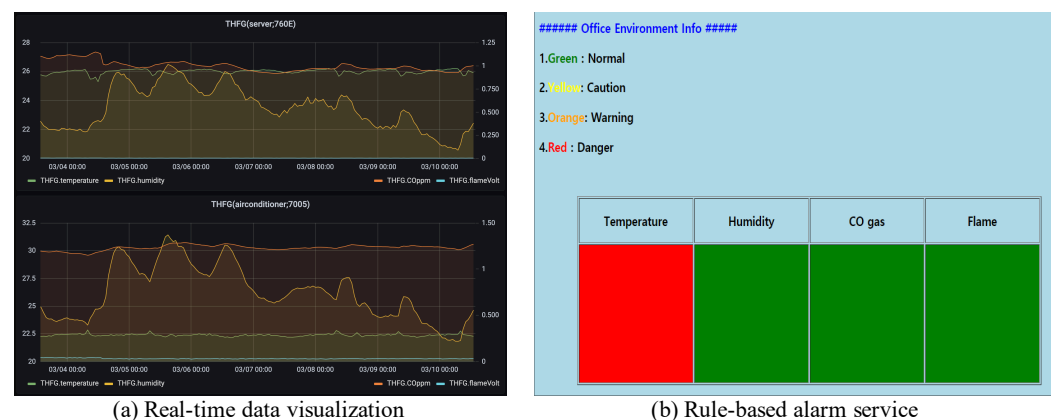 THFG(server;760E)
28 1.25
26 1
24 0.750
0.500
22 0.250
20 0
03/04 00:00 03/05 00:00 03/06 00:00 03/07 00:00 03/08 00:00 03/09 00:00 03/10 00:00
THFG.temperature THFG.humidity THFG.COppm THFG.flameVolt
THFG(airconditioner;7005)
32.5 1.50
30
27.5 1
25 0.500
22.5
20 0
03/04 00:00 03/05 00:00 03/06 00:00 03/07 00:00 03/08 00:00 03/09 00:00 03/10 00:00
THFG.temperature THFG.humidity THFG.COppm THFG.flameVolt
(a) Real-time data visualization
###### Office Environment Info #####
1.Green : Normal
2.Yellow: Caution
3.Orange: Warning
4.Red : Danger
Temperature Humidity CO gas Flame
(b) Rule-based alarm service